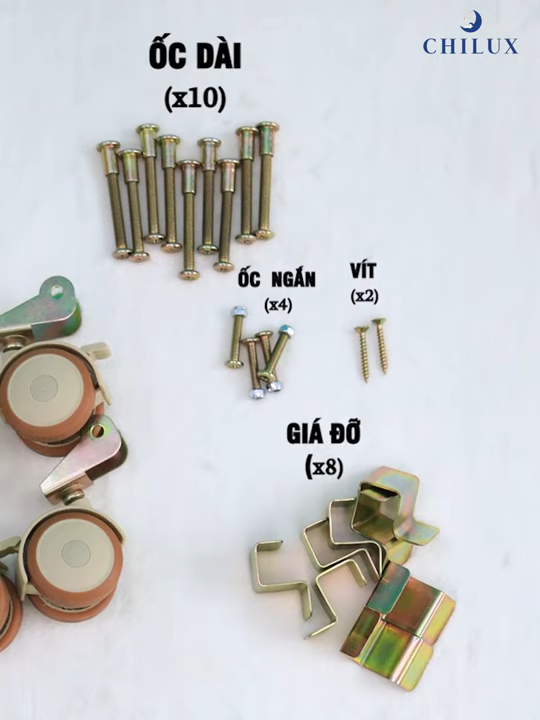 CHILUX
ỐC DÀI
(x10)
ỐC NGẮN
(x4)
VÍT
(x2)
GIÁ ĐỠ
(x8)